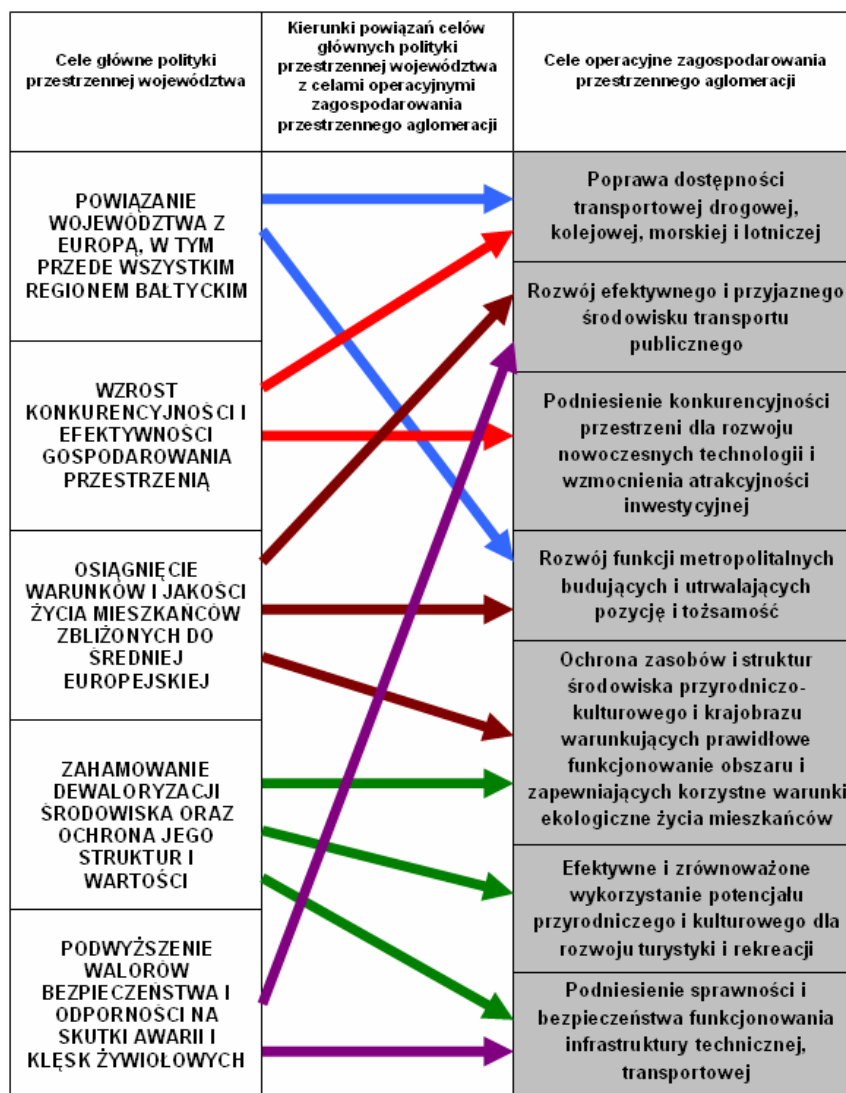 Cele główne polityki
przestrzennej województwa
Kierunki powiązań celów
głównych polityki
przestrzennej województwa
z celami operacyjnymi
zagospodarowania
przestrzennego aglomeracji
Cele operacyjne zagospodarowania
przestrzennego aglomeracji
POWIĄZANIE
WOJEWÓDZTWA Z
EUROPĄ, W TYM
PRZEDE WSZYSTKIM
REGIONEM BAŁTYCKIM
WZROST
KONKURENCYJNOŚCI I
EFEKTYWNOŚCI
GOSPODAROWANIA
PRZESTRZENIĄ
OSIĄGNIĘCIE
WARUNKÓW I JAKOŚCI
ŻYCIA MIESZKAŃCÓW
ZBLIŻONYCH DO
ŚREDNIEJ
EUROPEJSKIEJ
ZAHAMOWANIE
DEWALORYZACJI
ŚRODOWISKA ORAZ
OCHRONA JEGO
STRUKTUR I
WARTOŚCI
PODWYŻSZENIE
WALORÓW
BEZPIECZEŃSTWA I
ODPORNOŚCI NA
SKUTKI AWARII I
KLĘSK ŻYWIOŁOWYCH
Poprawa dostępności
transportowej drogowej,
kolejowej, morskiej i lotniczej
Rozwój efektywnego i przyjaznego
środowisku transportu
publicznego
Podniesienie konkurencyjności
przestrzeni dla rozwoju
nowoczesnych technologii i
wzmocnienia atrakcyjności
inwestycyjnej
Rozwój funkcji metropolitalnych
budujących i utrwalających
pozycję i tożsamość
Ochrona zasobów i struktur
środowiska przyrodniczo-
kulturowego i krajobrazu
warunkujących prawidłowe
funkcjonowanie obszaru i
zapewniających korzystne warunki
ekologiczne życia mieszkańców
Efektywne i zrównoważone
wykorzystanie potencjału
przyrodniczego i kulturowego dla
rozwoju turystyki i rekreacji
Podniesienie sprawności i
bezpieczeństwa funkcjonowania
infrastruktury technicznej,
transportowej